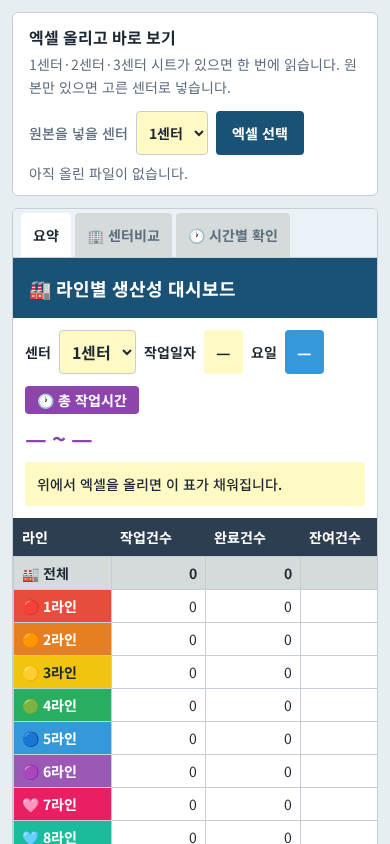 엑셀 올리고 바로 보기
1센터·2센터·3센터 시트가 있으면 한 번에 읽습니다. 원
본만 있으면 고른 센터로 넣습니다.
원본을 넣을 센터 1센터 엑셀 선택
아직 올린 파일이 없습니다.
요약 센터비교 시간별 확인
라인별 생산성 대시보드
센터 1센터 작업일자 — 요일 —
총 작업시간
— ~ —
위에서 엑셀을 올리면 이 표가 채워집니다.
라인 작업건수 완료건수 잔여건수
전체 0 0
1라인 0 0
2라인 0 0
3라인 0 0
4라인 0 0
5라인 0 0
6라인 0 0
7라인 0 0
8라인 0 0